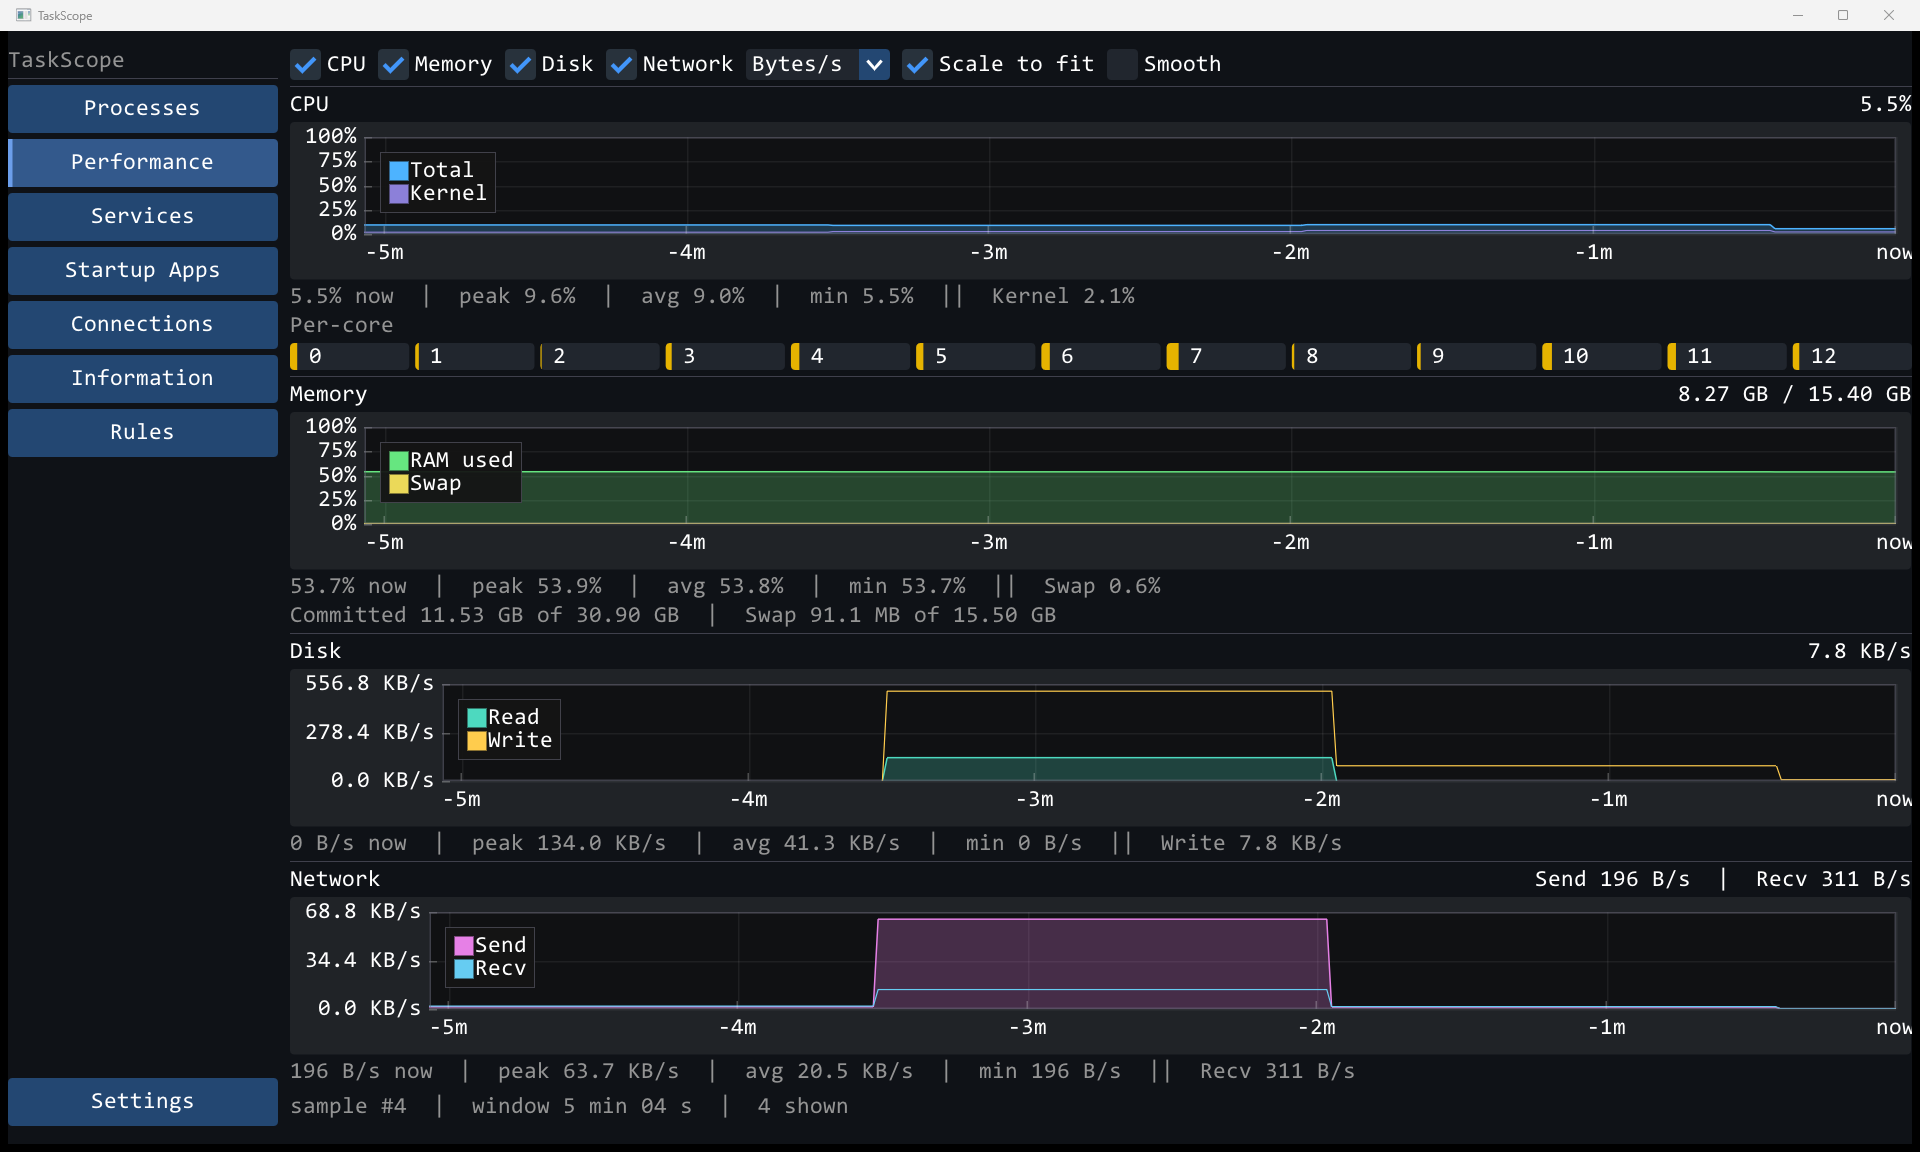 TaskScope
TaskScope
Processes
Performance
Services
Startup Apps
Connections
Information
Rules
Settings
CPU Memory Disk Network Bytes/s Scale to fit Smooth
CPU 5.5%
100%
75%
50%
25%
0%
Total
Kernel
-5m -4m -3m -2m -1m now
5.5% now | peak 9.6% | avg 9.0% | min 5.5% || Kernel 2.1%
Per-core
0 1 2 3 4 5 6 7 8 9 10 11 12
Memory 8.27 GB / 15.40 GB
100%
75%
50%
25%
0%
RAM used
Swap
-5m -4m -3m -2m -1m now
53.7% now | peak 53.9% | avg 53.8% | min 53.7% || Swap 0.6%
Committed 11.53 GB of 30.90 GB | Swap 91.1 MB of 15.50 GB
Disk 7.8 KB/s
556.8 KB/s
278.4 KB/s
0.0 KB/s
Read
Write
-5m -4m -3m -2m -1m now
0 B/s now | peak 134.0 KB/s | avg 41.3 KB/s | min 0 B/s || Write 7.8 KB/s
Network Send 196 B/s | Recv 311 B/s
68.8 KB/s
34.4 KB/s
0.0 KB/s
Send
Recv
-5m -4m -3m -2m -1m now
196 B/s now | peak 63.7 KB/s | avg 20.5 KB/s | min 196 B/s || Recv 311 B/s
sample #4 | window 5 min 04 s | 4 shown